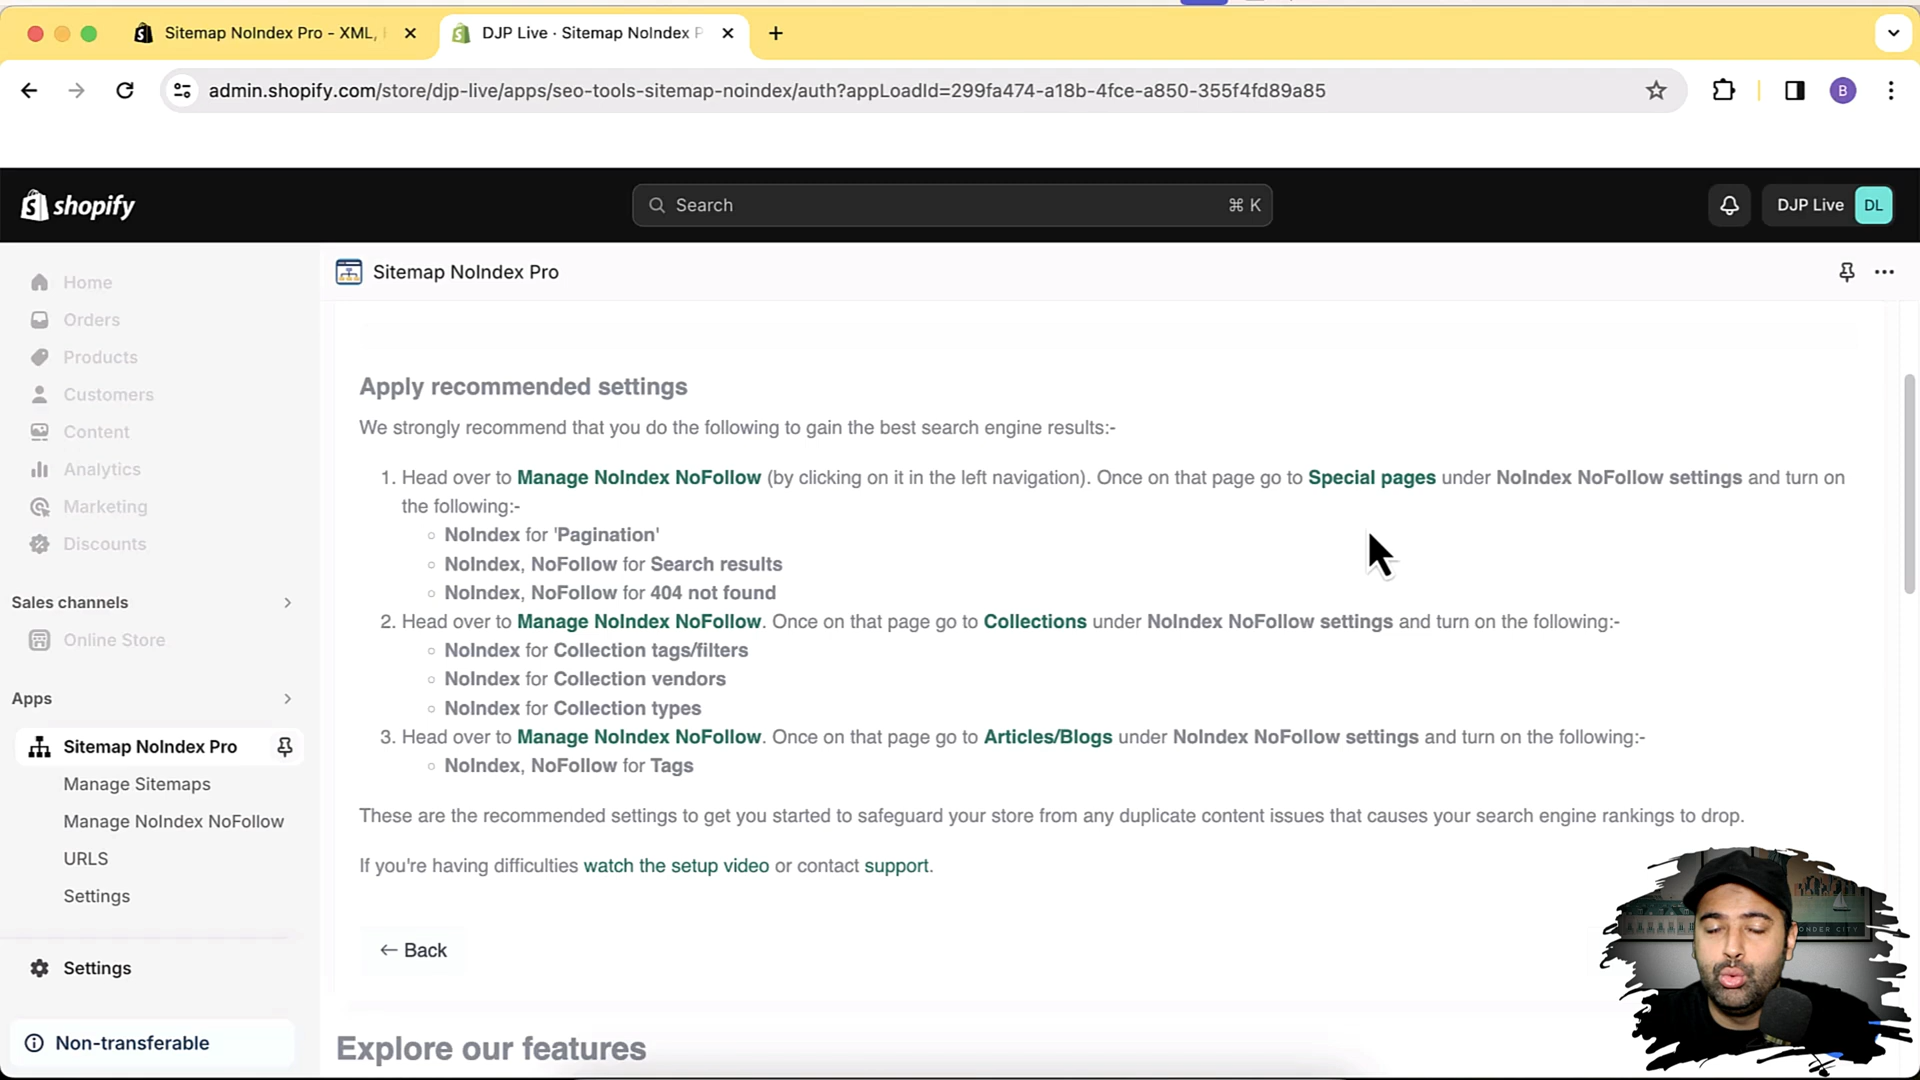 Sitemap NoIndex Pro - XML,
DJP Live · Sitemap NoIndex P
admin.shopify.com/store/djp-live/apps/seo-tools-sitemap-noindex/auth?appLoadId=299fa474-a18b-4fce-a850-355f4fd89a85
B
shopify
Search
⌘ K
DJP Live
DL
Home
Orders
Products
Customers
Content
Analytics
Marketing
Discounts
Sales channels
Online Store
Apps
Sitemap NoIndex Pro
Manage Sitemaps
Manage NoIndex NoFollow
URLS
Settings
Settings
Non-transferable
Sitemap NoIndex Pro
Apply recommended settings
We strongly recommend that you do the following to gain the best search engine results:-
1. Head over to Manage NoIndex NoFollow (by clicking on it in the left navigation). Once on that page go to Special pages under NoIndex NoFollow settings and turn on
the following:-
NoIndex for 'Pagination'
NoIndex, NoFollow for Search results
NoIndex, NoFollow for 404 not found
2. Head over to Manage NoIndex NoFollow. Once on that page go to Collections under NoIndex NoFollow settings and turn on the following:-
NoIndex for Collection tags/filters
NoIndex for Collection vendors
NoIndex for Collection types
3. Head over to Manage NoIndex NoFollow. Once on that page go to Articles/Blogs under NoIndex NoFollow settings and turn on the following:-
NoIndex, NoFollow for Tags
These are the recommended settings to get you started to safeguard your store from any duplicate content issues that causes your search engine rankings to drop.
If you're having difficulties watch the setup video or contact support.
← Back
Explore our features